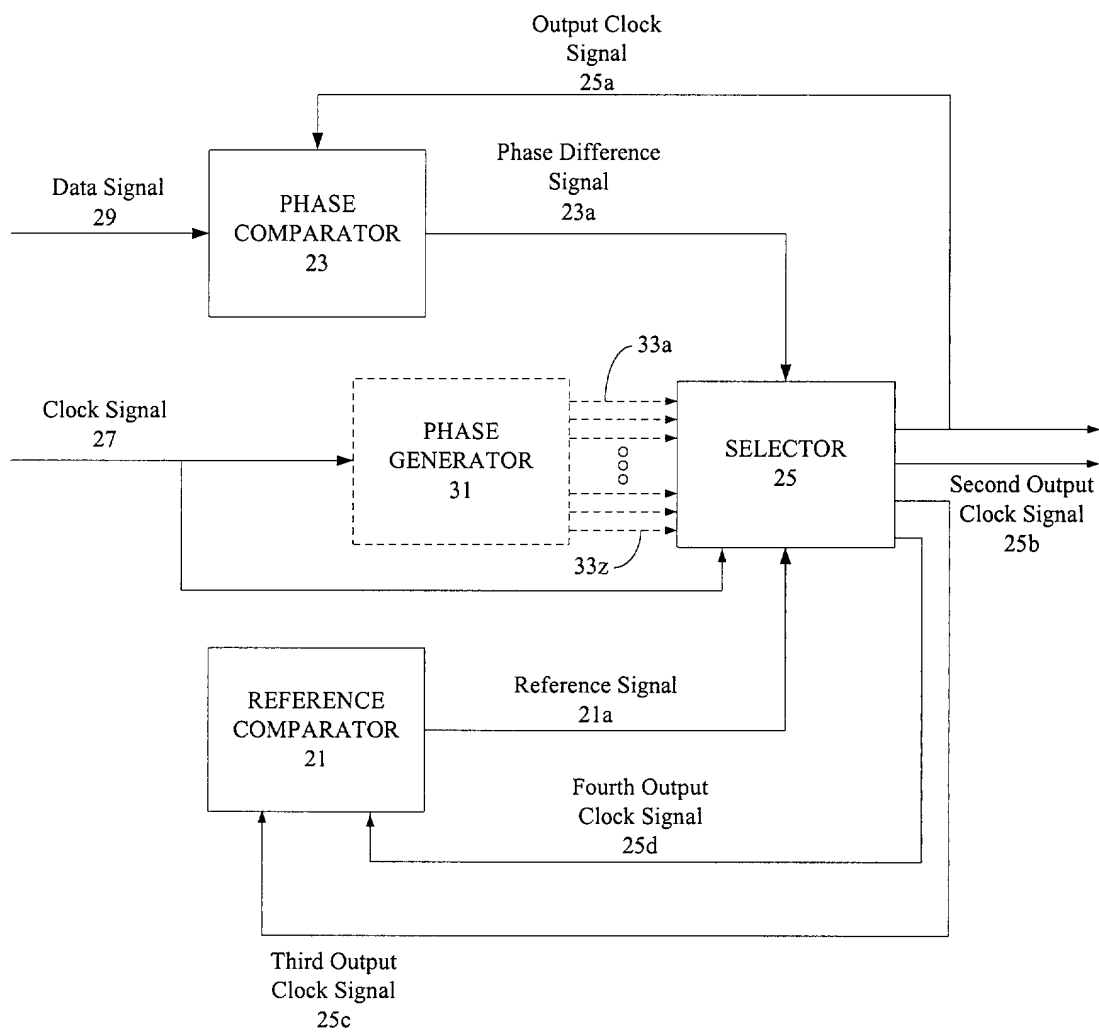 Output Clock
Signal
25a
Phase Difference
Signal
23a
Data Signal
29
PHASE
COMPARATOR
23
33a
Clock Signal
27
PHASE
GENERATOR
31
SELECTOR
25
Second Output
Clock Signal
25b
33z
REFERENCE
COMPARATOR
21
Reference Signal
21a
Fourth Output
Clock Signal
25d
Third Output
Clock Signal
25c